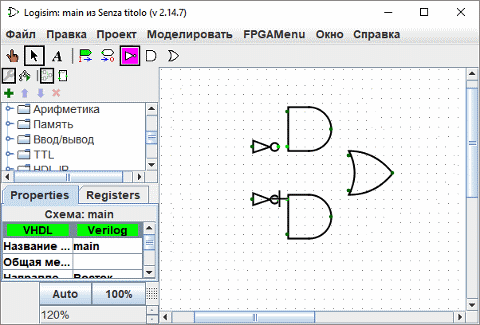 Logisim: main из Senza titolo (v 2.14.7)
Файл Правка Проект Моделировать FPGAMenu Окно Справка
A
Арифметика
Память
Ввод/вывод
TTL
HDL-IP
Properties Registers
Схема: main
VHDL Verilog
Название ... main
Общая ме...
Направле... Восток
Auto 100%
120%